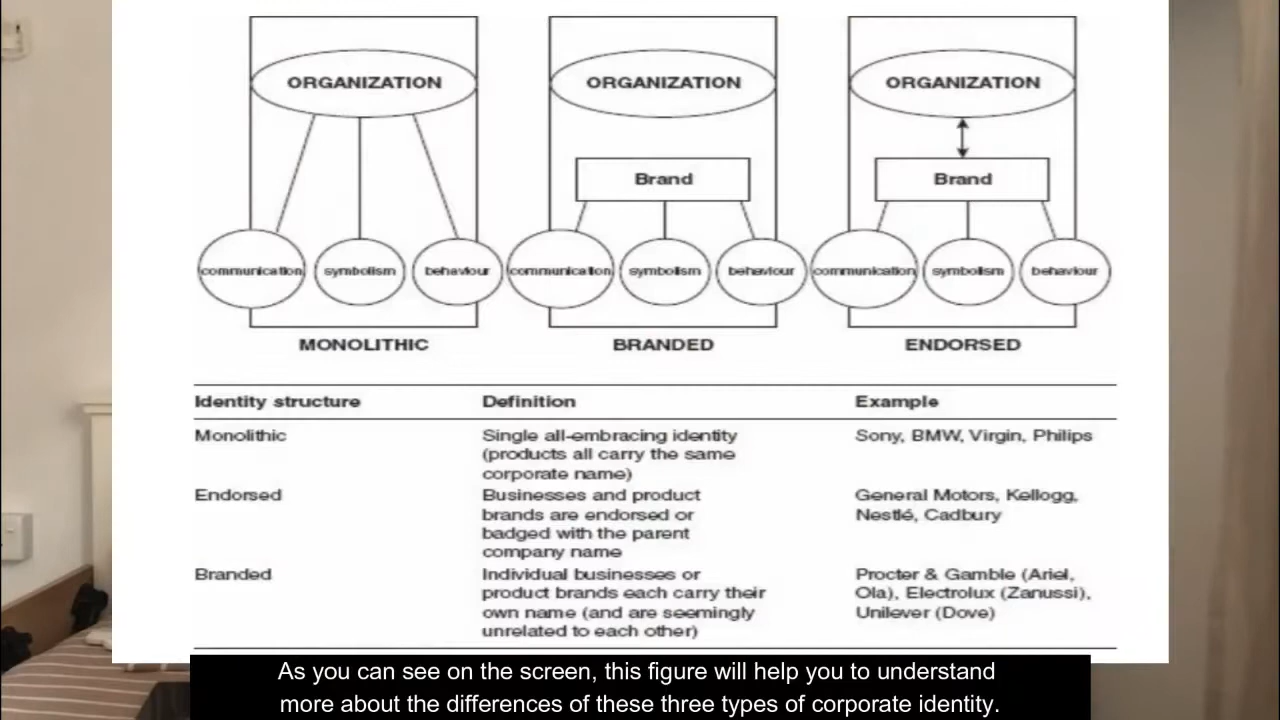 ORGANIZATION ORGANIZATION ORGANIZATION
Brand Brand
communication symbolism behaviour communication symbolism behaviour communication symbolism behaviour
MONOLITHIC BRANDED ENDORSED
Identity structure Definition Example
Monolithic Single all-embracing identity Sony, BMW, Virgin, Philips
(products all carry the same
corporate name)
Endorsed Businesses and product General Motors, Kellogg,
brands are endorsed or Nestlé, Cadbury
badged with the parent
company name
Branded Individual businesses or Procter & Gamble (Ariel,
product brands each carry their Ola), Electrolux (Zanussi),
own name (and are seemingly Unilever (Dove)
unrelated to each other)
As you can see on the screen, this figure will help you to understand
more about the differences of these three types of corporate identity.